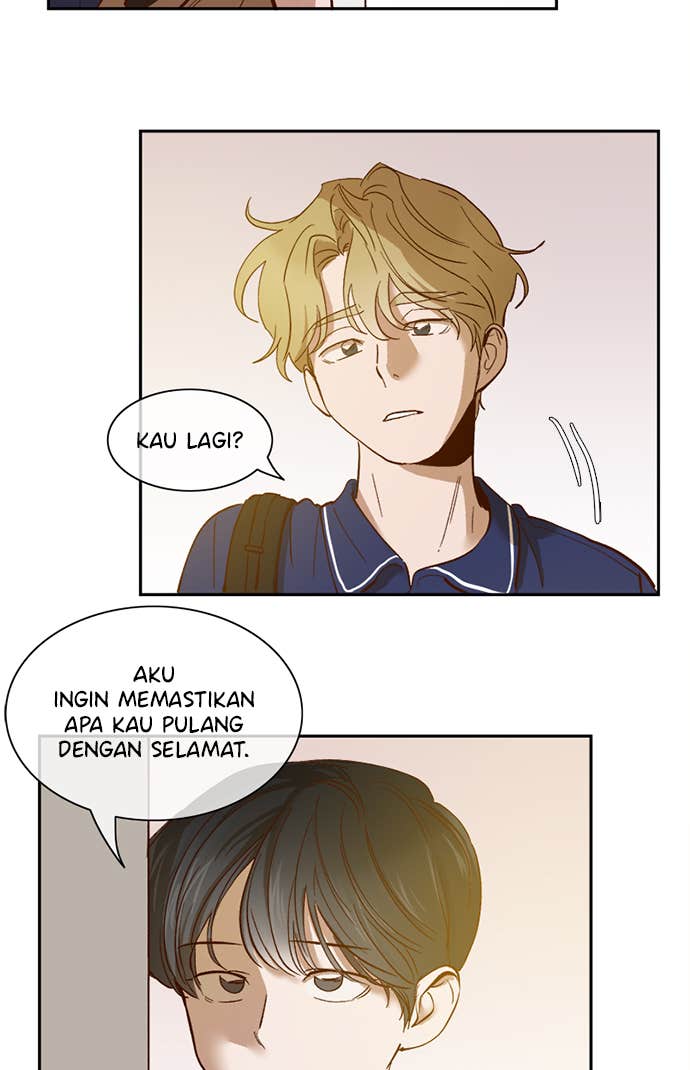 KAU LAGI?
AKU
INGIN MEMASTIKAN
APA KAU PULANG
DENGAN SELAMAT.